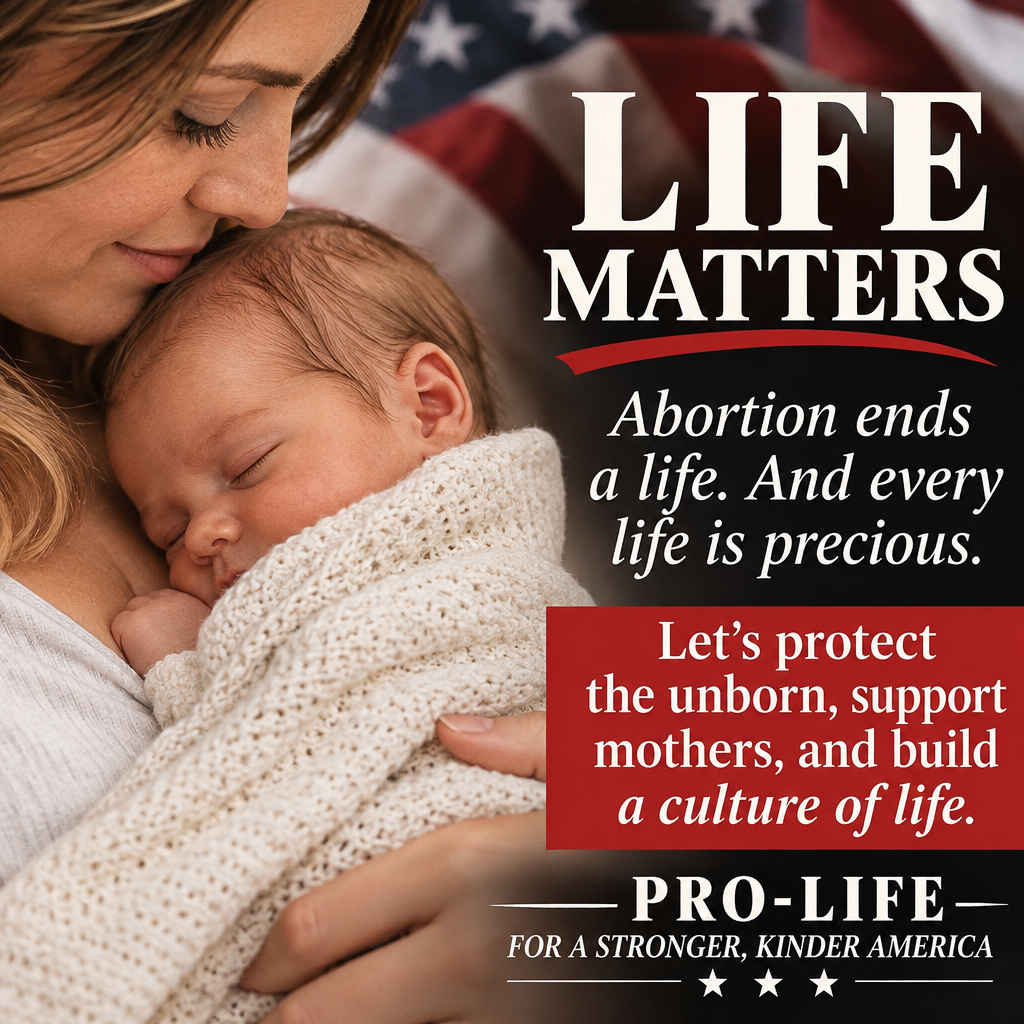 LIFE
MATTERS
Abortion ends
a life. And every
life is precious.
Let’s protect
the unborn, support
mothers, and build
a culture of life.
PRO-LIFE
FOR A STRONGER, KINDER AMERICA